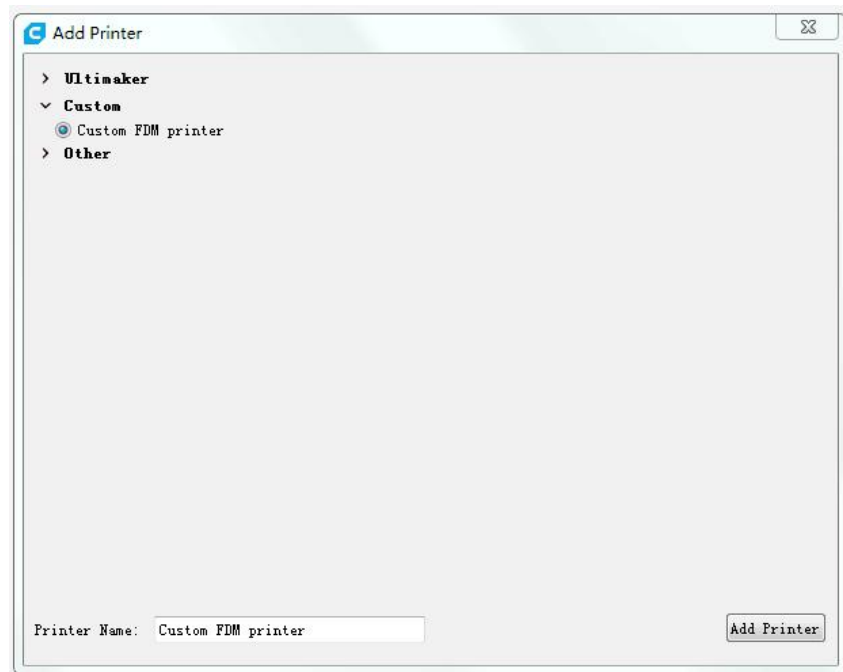 Add Printer
Ultimaker
Custom
Custom FDM printer
Other
Printer Name: Custom FDM printer Add Printer